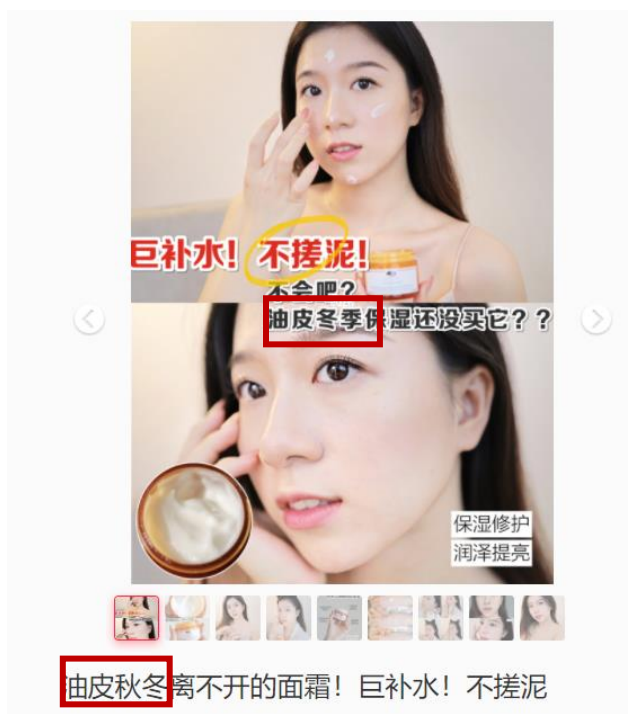 巨补水！ 不搓泥！
不会吧？
油皮冬季保湿还没买它？？
保湿修护
润泽提亮
油皮秋冬离不开的面霜！巨补水！不搓泥